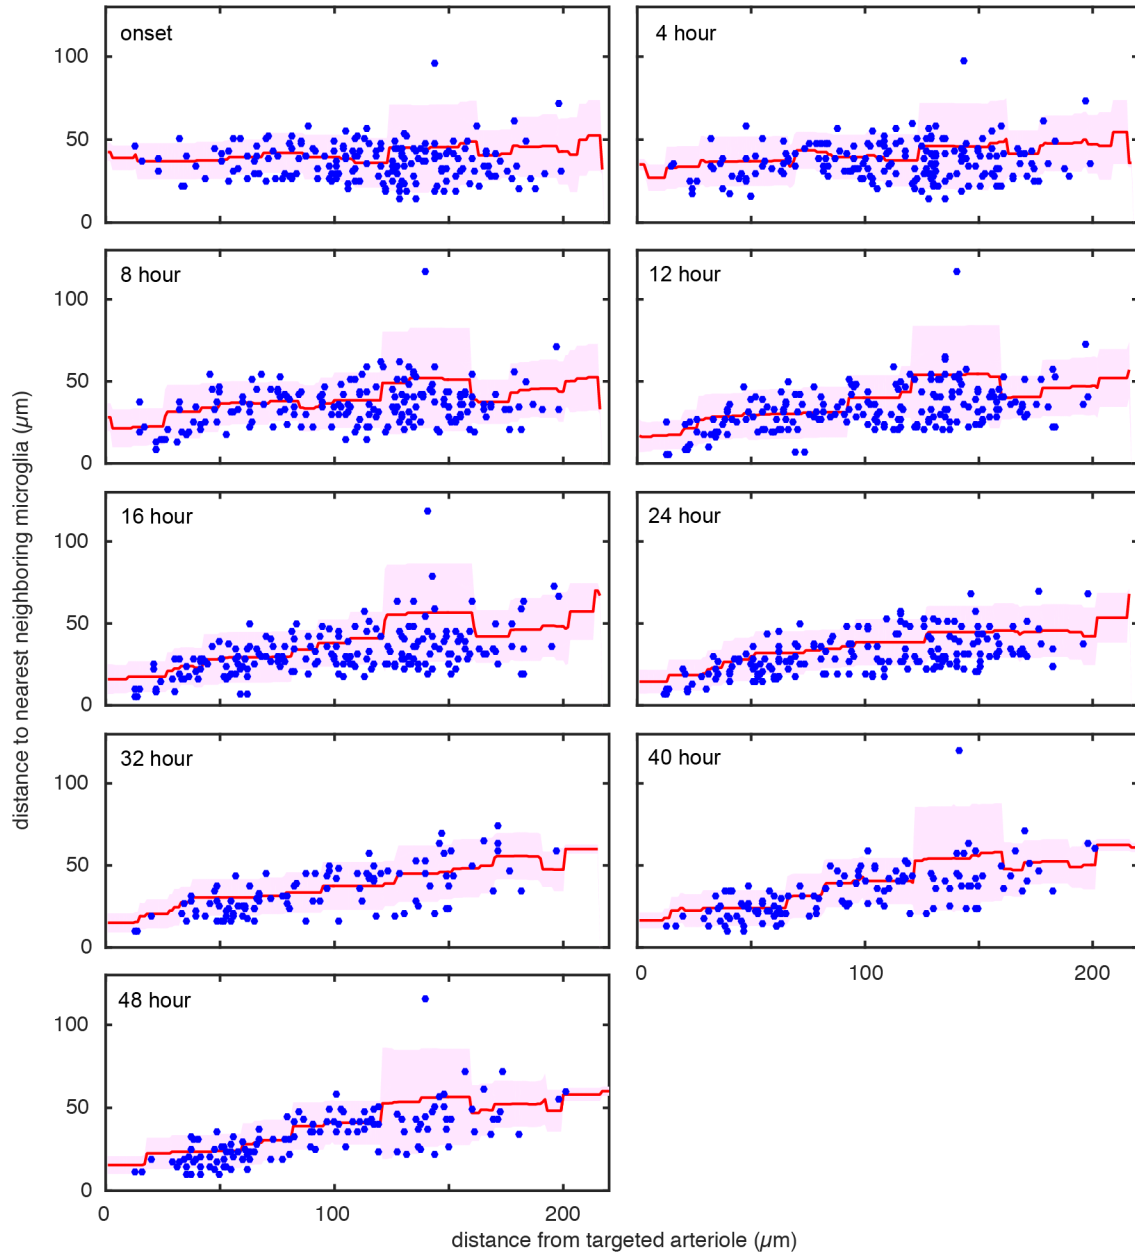 onset
4 hour
100
50
0
8 hour
12 hour
100
50
0
16 hour
24 hour
100
50
0
32 hour
40 hour
100
50
0
0
100
200
48 hour
100
50
0
0
100
200
distance to nearest neighboring microglia (µm)
distance from targeted arteriole (µm)